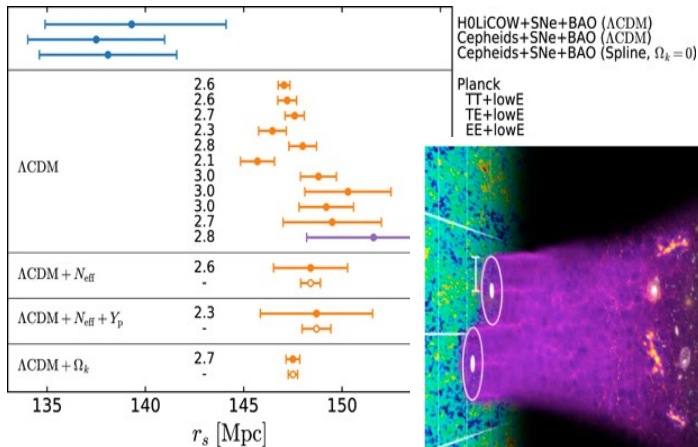 H0LiCOW+SNe+BAO (ΛCDM)
Cepheids+SNe+BAO (ΛCDM)
Cepheids+SNe+BAO (Spline, Ω_k=0)
2.6 Planck
2.6 TT+lowE
2.7 TE+lowE
2.3 EE+lowE
2.8
ΛCDM 2.1
3.0
3.0
3.0
2.7
2.8
ΛCDM + N_eff 2.6
-
ΛCDM + N_eff + Y_p 2.3
-
ΛCDM + Ω_k 2.7
-
135 140 145 150
r_s [Mpc]